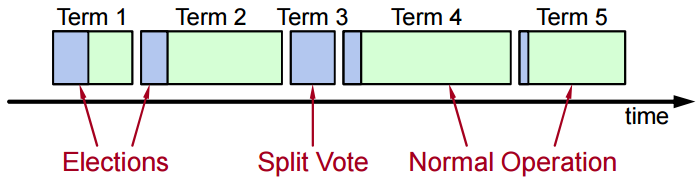 Term 1 Term 2 Term 3 Term 4 Term 5
time
Elections Split Vote Normal Operation